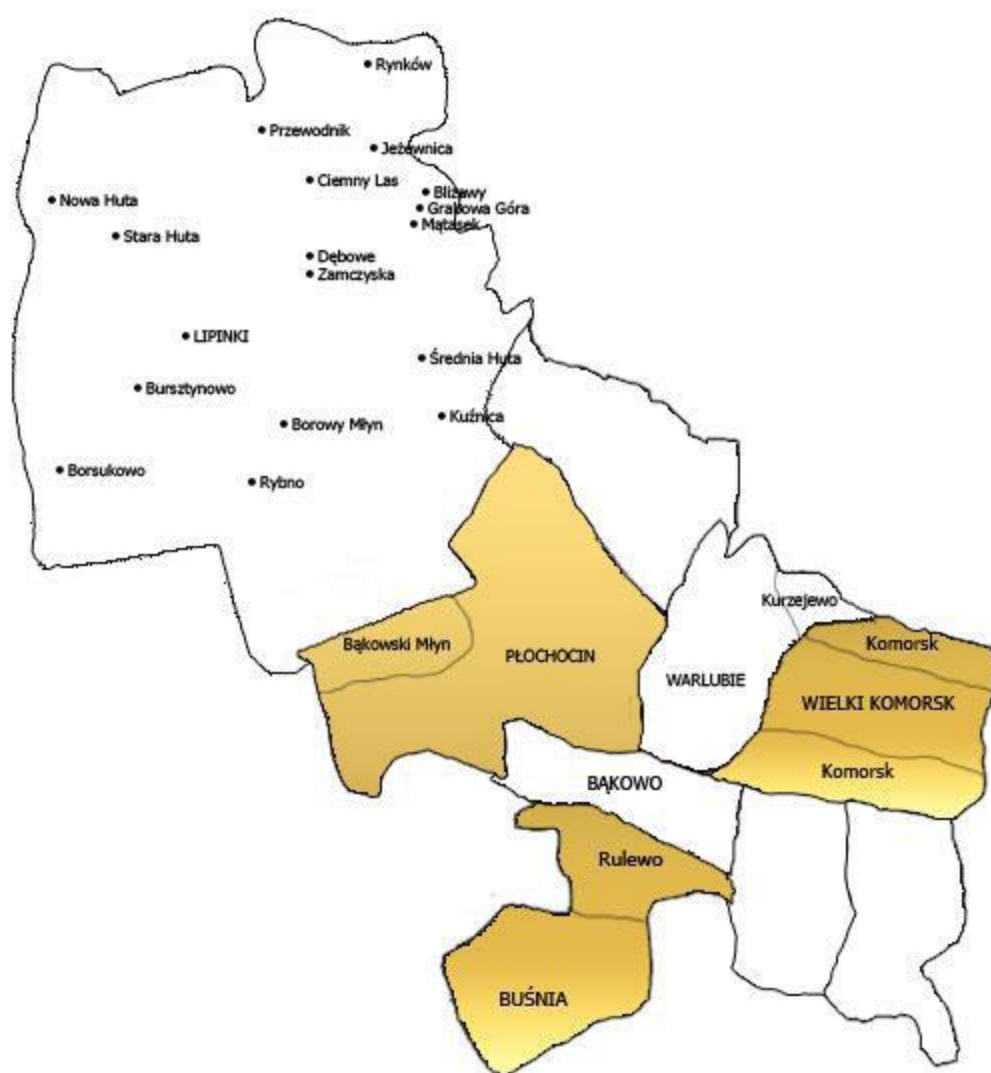 Rynków
Przewodnik
Jeżewnica
Ciemny Las
Bliżawy
Nowa Huta
Grabowa Góra
Mątasek
Stara Huta
Dębowe
Zamczyska
LIPINKI
Średnia Huta
Bursztynowo
Kuźnica
Borowy Młyn
Borsukowo
Rybno
Kurzejewo
Bąkowski Młyn
Komorsk
PŁOCHOCIN
WARLUBIE
WIELKI KOMORSK
Komorsk
BĄKOWO
Rulewo
BUŚNIA